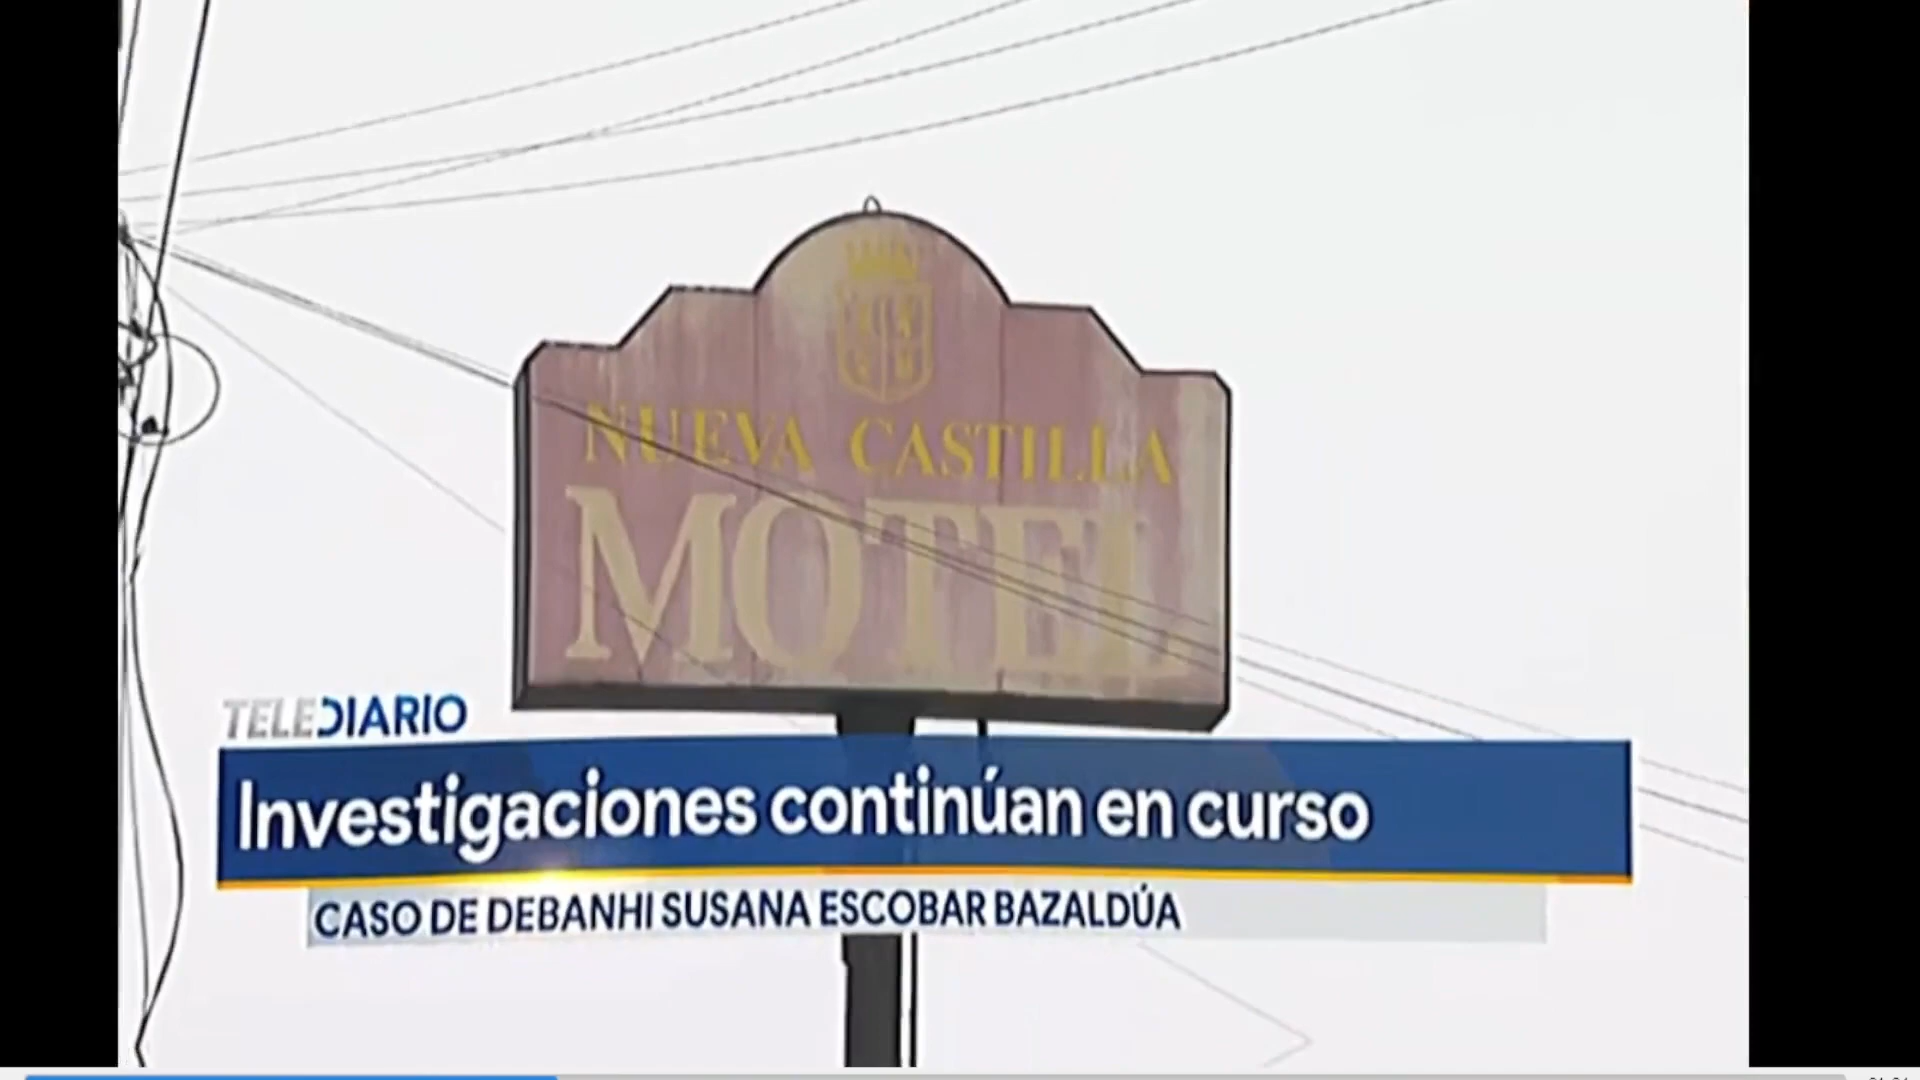 NUEVA CASTILLA
MOTEL
TELEDIARIO
Investigaciones continúan en curso
CASO DE DEBANHI SUSANA ESCOBAR BAZALDÚA